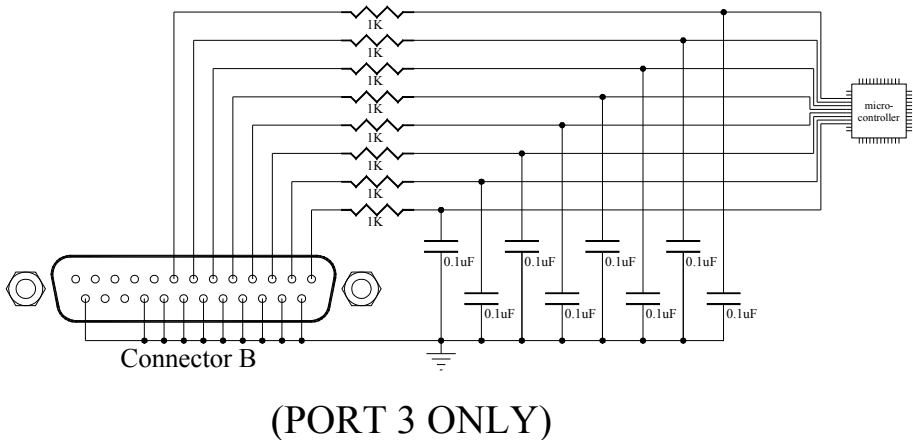 1K
1K
1K
1K
1K
1K
1K
1K
micro-
controller
0.1uF
0.1uF
0.1uF
0.1uF
0.1uF
0.1uF
0.1uF
0.1uF
Connector B
(PORT 3 ONLY)